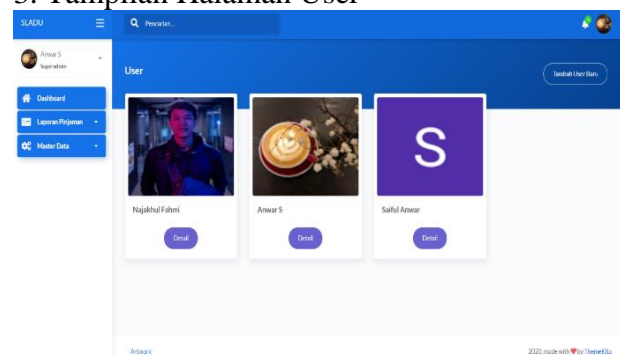 3. Tampilan Halaman User
SLADU
Pencarian...
Anwar S
Superadmin
User
Tambah User Baru
Dashboard
Laporan Pinjaman
Master Data
S
Najakhul Fahmi
Anwar S
Saiful Anwar
Detail
Detail
Detail
Artwork
2020, made with ❤ by ThemeKita